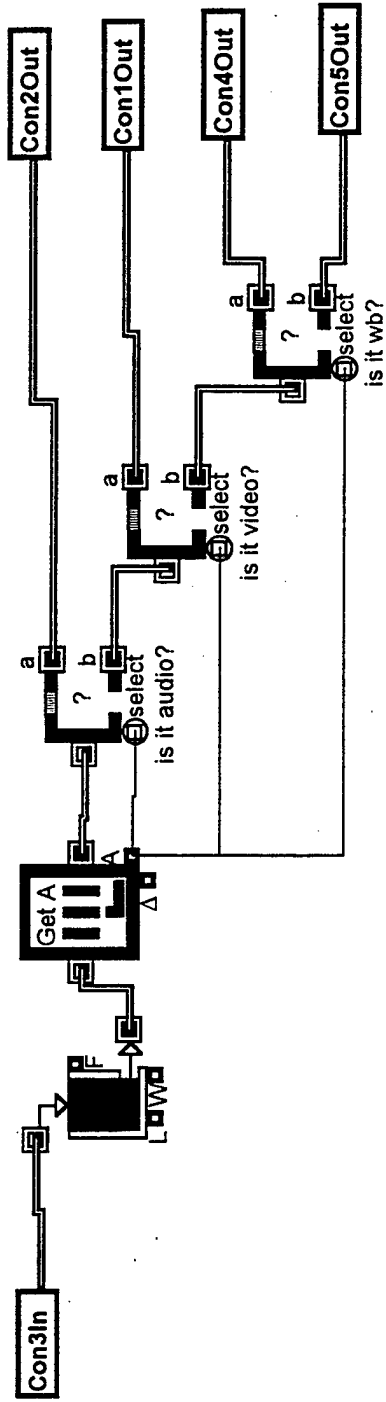 Con3In
F
L W
Get A
A
Δ
a
?
b
select
is it audio?
Con2Out
a
?
b
select
is it video?
Con1Out
a
?
b
select
is it wb?
Con4Out
Con5Out